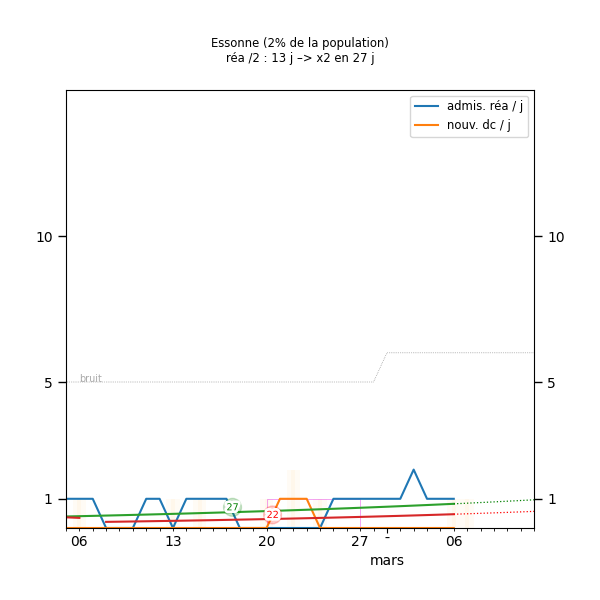 Essonne (2% de la population)
réa /2 : 13 j –> x2 en 27 j
admis. réa / j
nouv. dc / j
10
10
bruit
5
5
1
1
27
22
06
13
20
27
-
06
mars